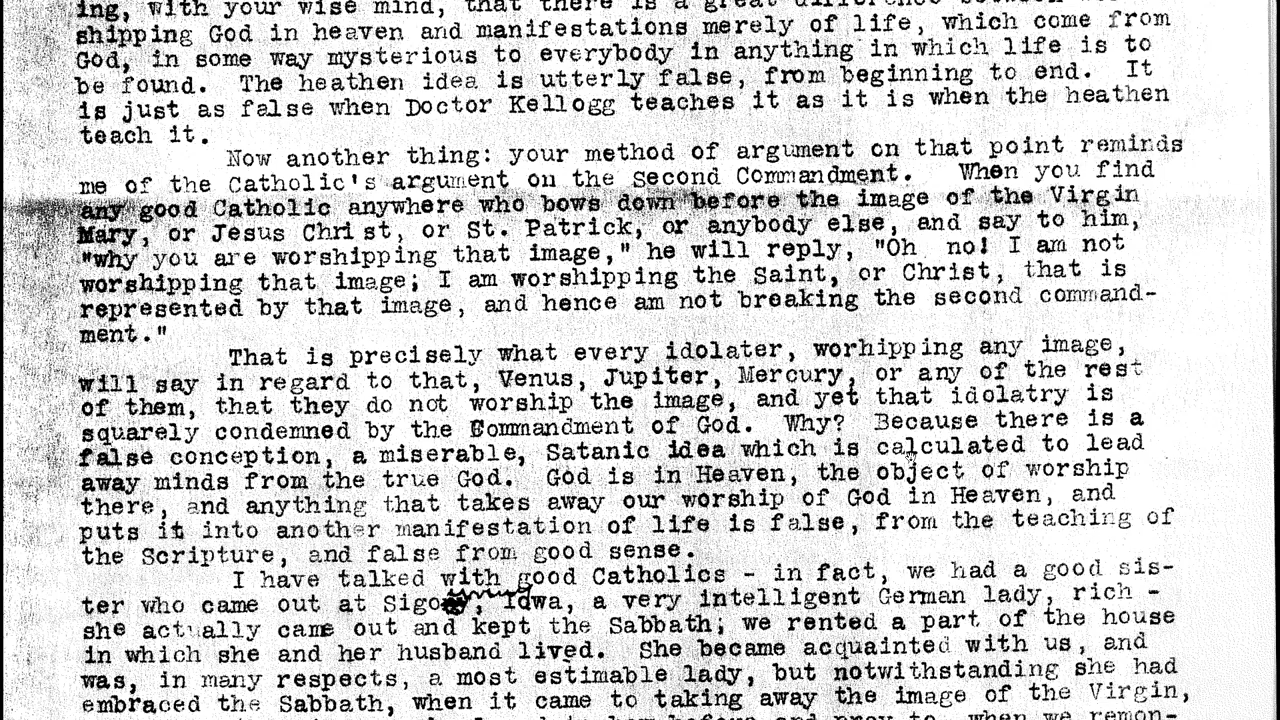 ing, with your wise mind, that there is a great difference between wor-
shipping God in heaven and manifestations merely of life, which come from
God, in some way mysterious to everybody in anything in which life is to
be found. The heathen idea is utterly false, from beginning to end. It
is just as false when Doctor Kellogg teaches it as it is when the heathen
teach it.
Now another thing: your method of argument on that point reminds
me of the Catholic's argument on the Second Commandment. When you find
any good Catholic anywhere who bows down before the image of the Virgin
Mary, or Jesus Christ, or St. Patrick, or anybody else, and say to him,
"why you are worshipping that image," he will reply, "Oh no! I am not
worshipping that image; I am worshipping the Saint, or Christ, that is
represented by that image, and hence am not breaking the second command-
ment."
That is precisely what every idolater, worhipping any image,
will say in regard to that, Venus, Jupiter, Mercury, or any of the rest
of them, that they do not worship the image, and yet that idolatry is
squarely condemned by the Commandment of God. Why? Because there is a
false conception, a miserable, Satanic idea which is calculated to lead
away minds from the true God. God is in Heaven, the object of worship
there, and anything that takes away our worship of God in Heaven, and
puts it into another manifestation of life is false, from the teaching of
the Scripture, and false from good sense.
I have talked with good Catholics - in fact, we had a good sis-
ter who came out at Sigo, Iowa, a very intelligent German lady, rich -
she actually came out and kept the Sabbath; we rented a part of the house
in which she and her husband lived. She became acquainted with us, and
was, in many respects, a most estimable lady, but notwithstanding she had
embraced the Sabbath, when it came to taking away the image of the Virgin,
before and pray to, when we remon-